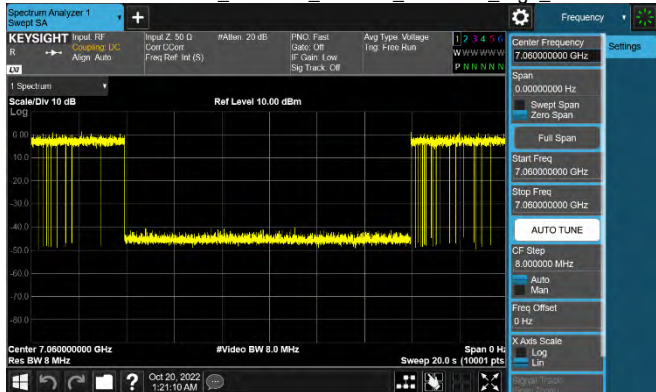 Spectrum Analyzer 1
Swept SA
+
Frequency
KEYSIGHT
R
LXI
Input: RF
Coupling: DC
Align: Auto
Input Z: 50 Ω
Corr CCorr
Freq Ref: Int (S)
#Atten: 20 dB
PNO: Fast
Gate: Off
IF Gain: Low
Sig Track: Off
Avg Type: Voltage
Trig: Free Run
1 2 3 4 5 6
W W W W W W
P N N N N N
1 Spectrum
Scale/Div 10 dB
Ref Level 10.00 dBm
Log
0.00
-10.0
-20.0
-30.0
-40.0
-50.0
-60.0
-70.0
-80.0
Center 7.060000000 GHz
#Video BW 8.0 MHz
Span 0 Hz
Res BW 8 MHz
Sweep 20.0 s (10001 pts
Oct 20, 2022
1:21:10 AM
Center Frequency
7.060000000 GHz
Settings
Span
0.00000000 Hz
Swept Span
Zero Span
Full Span
Start Freq
7.060000000 GHz
Stop Freq
7.060000000 GHz
AUTO TUNE
CF Step
8.000000 MHz
Auto
Man
Freq Offset
0 Hz
X Axis Scale
Log
Lin
Signal Track